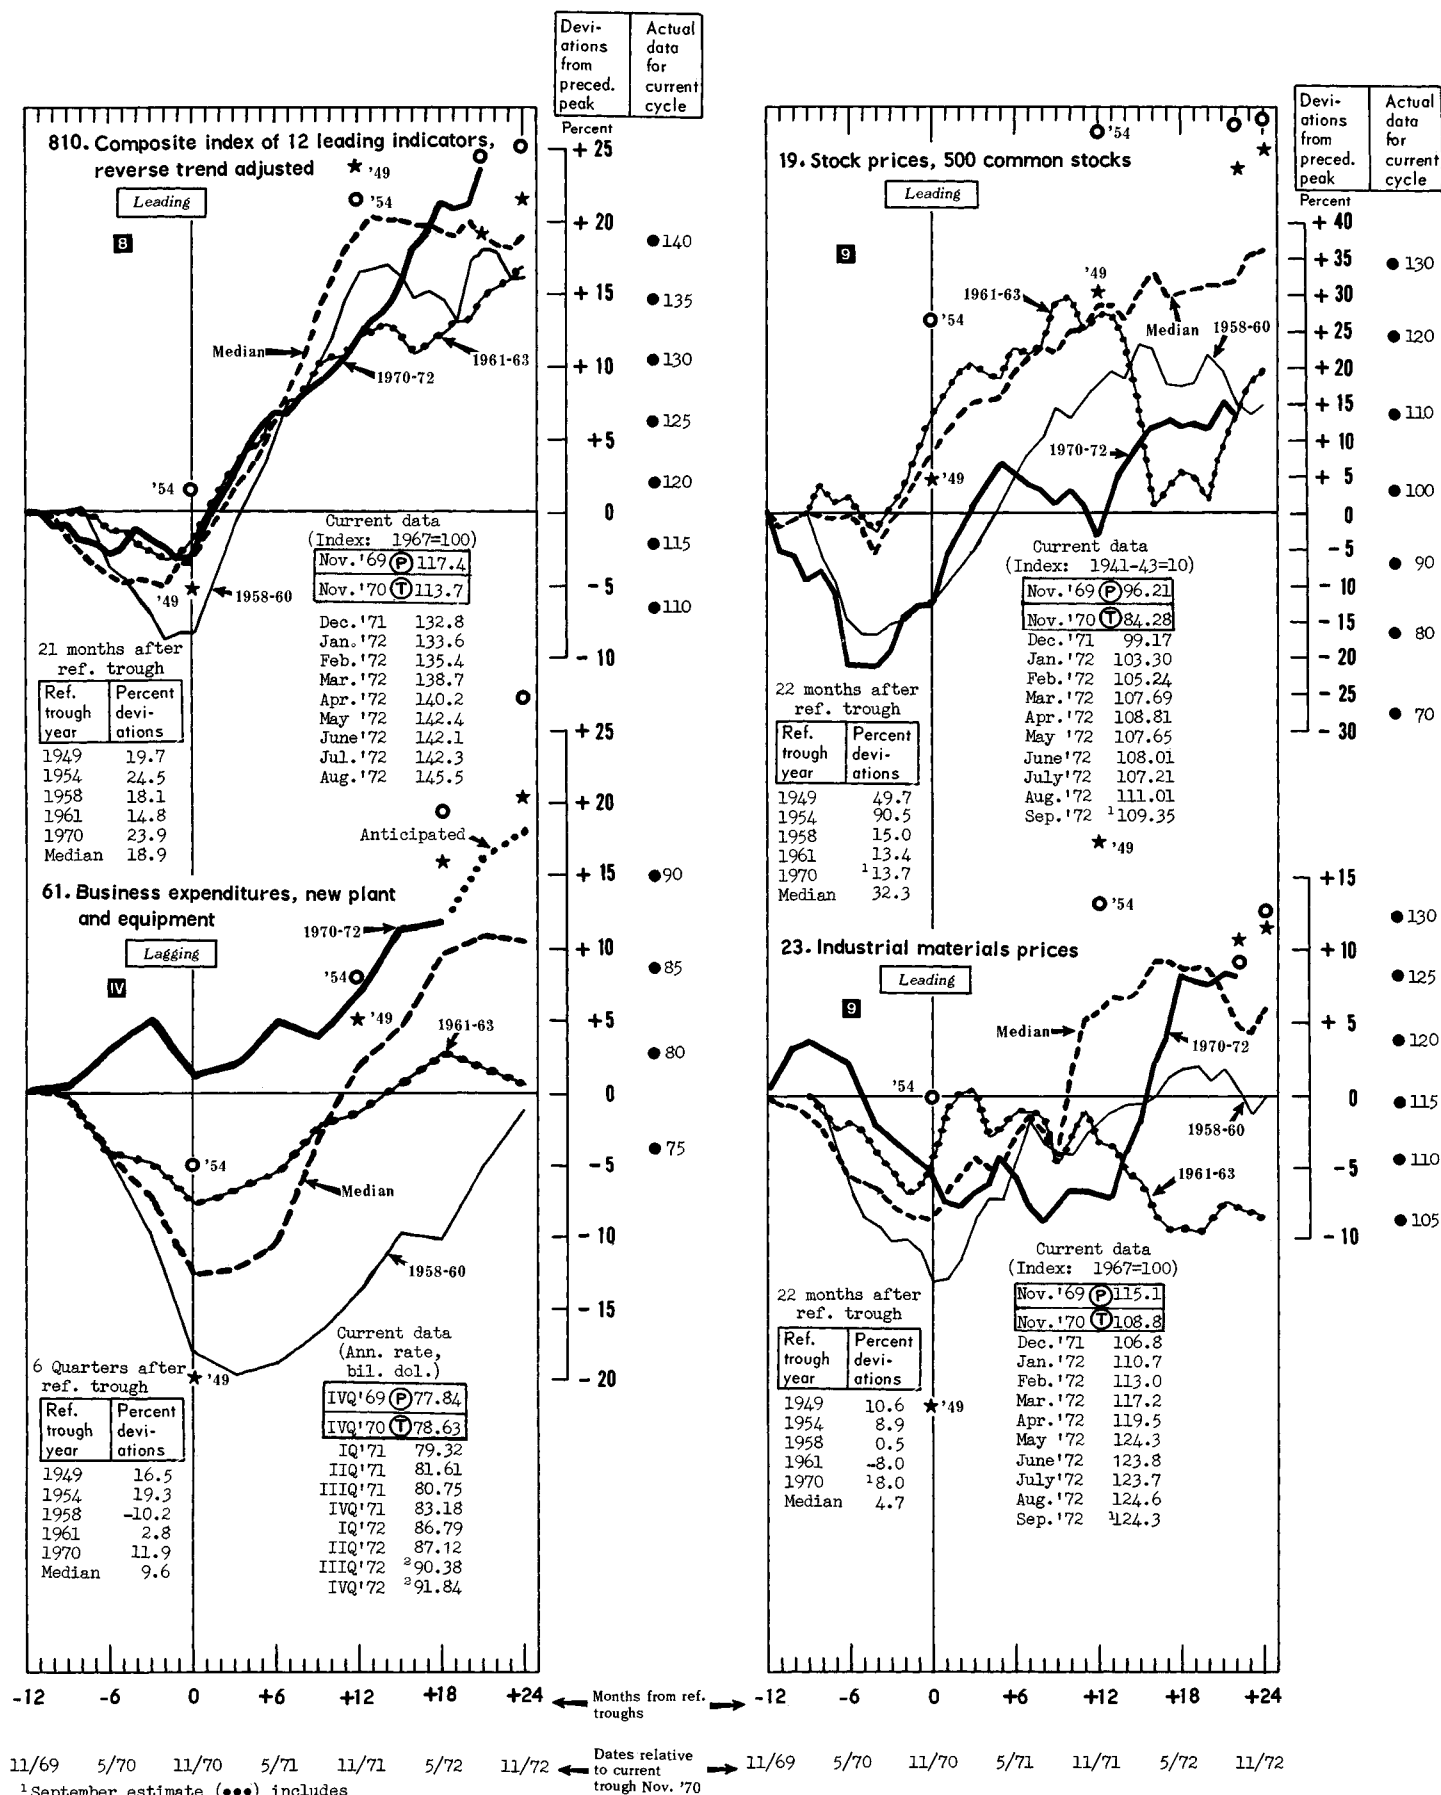 Devi-
ations
from
preced.
peak
Actual
data
for
current
cycle
Percent
810. Composite index of 12 leading indicators,
reverse trend adjusted
Leading
8
★ '49
'54
Median
1961-63
1970-72
'54
'49
1958-60
+ 25
+ 20
+ 15
+ 10
+5
0
- 5
- 10
140
135
130
125
120
115
110
Current data
(Index: 1967=100)
Nov.'69 Ⓟ 117.4
Nov.'70 Ⓣ 113.7
Dec.'71 132.8
Jan.'72 133.6
Feb.'72 135.4
Mar.'72 138.7
Apr.'72 140.2
May '72 142.4
June'72 142.1
Jul.'72 142.3
Aug.'72 145.5
21 months after
ref. trough
Ref.
trough
year
Percent
devi-
ations
1949 19.7
1954 24.5
1958 18.1
1961 14.8
1970 23.9
Median 18.9
61. Business expenditures, new plant
and equipment
Lagging
IV
Anticipated
1970-72
'54
'49
1961-63
'54
Median
1958-60
'49
+ 25
+ 20
+ 15
+ 10
+5
0
-5
- 10
- 15
- 20
90
85
80
75
6 Quarters after
ref. trough
Ref.
trough
year
Percent
devi-
ations
1949 16.5
1954 19.3
1958 -10.2
1961 2.8
1970 11.9
Median 9.6
Current data
(Ann. rate,
bil. dol.)
IVQ'69 Ⓟ 77.84
IVQ'70 Ⓣ 78.63
IQ'71 79.32
IIQ'71 81.61
IIIQ'71 80.75
IVQ'71 83.18
IQ'72 86.79
IIQ'72 87.12
IIIQ'72 ²90.38
IVQ'72 ²91.84
-12 -6 0 +6 +12 +18 +24
11/69 5/70 11/70 5/71 11/71 5/72 11/72
¹September estimate (•••) includes
Months from ref.
troughs
Dates relative
to current
trough Nov. '70
Devi-
ations
from
preced.
peak
Actual
data
for
current
cycle
Percent
19. Stock prices, 500 common stocks
Leading
9
'54
'49
1961-63
'54
Median
1958-60
1970-72
'49
+ 40
+ 35
+ 30
+ 25
+ 20
+ 15
+ 10
+ 5
0
- 5
- 10
- 15
- 20
- 25
- 30
130
120
110
100
90
80
70
Current data
(Index: 1941-43=10)
Nov.'69 Ⓟ 96.21
Nov.'70 Ⓣ 84.28
Dec.'71 99.17
Jan.'72 103.30
Feb.'72 105.24
Mar.'72 107.69
Apr.'72 108.81
May '72 107.65
June'72 108.01
July'72 107.21
Aug.'72 111.01
Sep.'72 ¹109.35
22 months after
ref. trough
Ref.
trough
year
Percent
devi-
ations
1949 49.7
1954 90.5
1958 15.0
1961 13.4
1970 ¹13.7
Median 32.3
23. Industrial materials prices
Leading
9
★ '49
'54
Median
1970-72
'54
1958-60
1961-63
'49
+ 15
+ 10
+ 5
0
- 5
- 10
130
125
120
115
110
105
Current data
(Index: 1967=100)
Nov.'69 Ⓟ 115.1
Nov.'70 Ⓣ 108.8
Dec.'71 106.8
Jan.'72 110.7
Feb.'72 113.0
Mar.'72 117.2
Apr.'72 119.5
May '72 124.3
June'72 123.8
July'72 123.7
Aug.'72 124.6
Sep.'72 ¹124.3
22 months after
ref. trough
Ref.
trough
year
Percent
devi-
ations
1949 10.6
1954 8.9
1958 0.5
1961 -8.0
1970 ¹8.0
Median 4.7
-12 -6 0 +6 +12 +18 +24
11/69 5/70 11/70 5/71 11/71 5/72 11/72